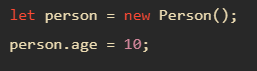 let person = new Person();
person.age = 10;